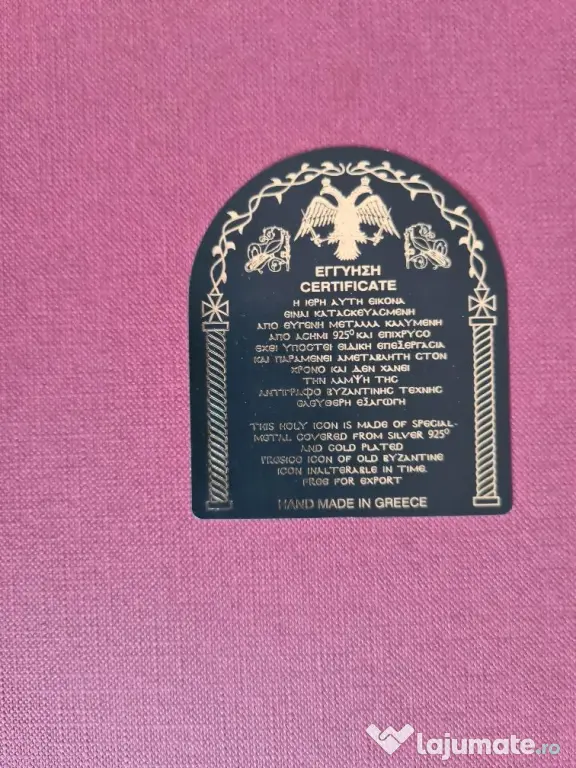 ΕΓΓΥΗΣΗ
CERTIFICATE
Η ΙΕΡΗ ΑΥΤΗ ΕΙΚΟΝΑ
ΕΙΝΑΙ ΚΑΤΑΣΚΕΥΑΣΜΕΝΗ
ΑΠΟ ΕΥΓΕΝΗ ΜΕΤΑΛΛΑ ΚΑΛΥΜΕΝΗ
ΑΠΟ ΑΣΗΜΙ 925⁰ ΚΑΙ ΕΠΙΧΡΥΣΟ
ΕΧΕΙ ΥΠΟΣΤΕΙ ΕΙΔΙΚΗ ΕΠΕΞΕΡΓΑΣΙΑ
ΚΑΙ ΠΑΡΑΜΕΝΕΙ ΑΜΕΤΑΒΛΗΤΗ ΣΤΟΝ
ΧΡΟΝΟ ΚΑΙ ΔΕΝ ΧΑΝΕΙ
ΤΗΝ ΛΑΜΨΗ ΤΗΣ
ΑΝΤΙΓΡΑΦΟ ΒΥΖΑΝΤΙΝΗΣ ΤΕΧΝΗΣ
ΕΛΕΥΘΕΡΗ ΕΞΑΓΩΓΗ
THIS HOLY ICON IS MADE OF SPECIAL-
METAL COVERED FROM SILVER 925⁰
AND GOLD PLATED
PRESICO ICON OF OLD BYZANTINE
ICON INALTERABLE IN TIME.
FREE FOR EXPORT
HAND MADE IN GREECE
lajumate.ro